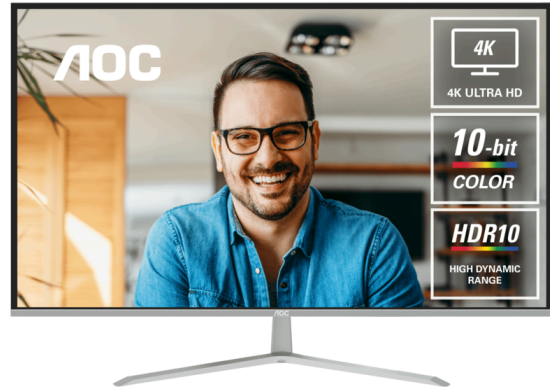 AOC
4K
4K ULTRA HD
10-bit
COLOR
HDR10
HIGH DYNAMIC
RANGE
AOC